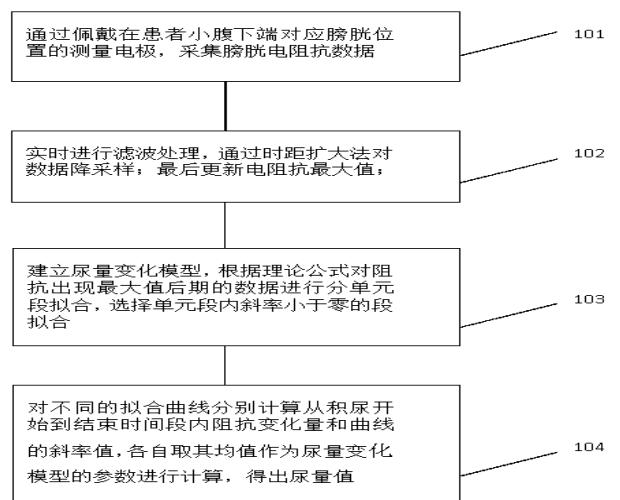 通过佩戴在患者小腹下端对应膀胱位
置的测量电极，采集膀胱电阻抗数据
101
实时进行滤波处理，通过时距扩大法对
数据降采样；最后更新电阻抗最大值；
102
建立尿量变化模型，根据理论公式对阻
抗出现最大值后期的数据进行分单元
段拟合，选择单元段内斜率小于零的段
拟合
103
对不同的拟合曲线分别计算从积尿开
始到结束时间段内阻抗变化量和曲线
的斜率值，各自取其均值作为尿量变化
模型的参数进行计算，得出尿量值
104